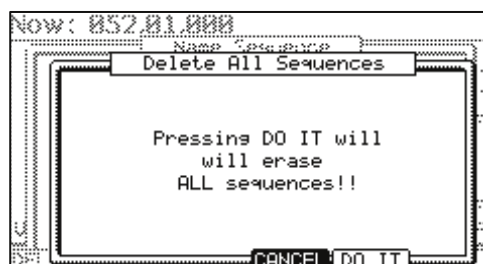 Now: 052,01,000
Name Sequence
Delete All Sequences
Pressing DO IT will
will erase
ALL sequences!!
CANCEL DO IT